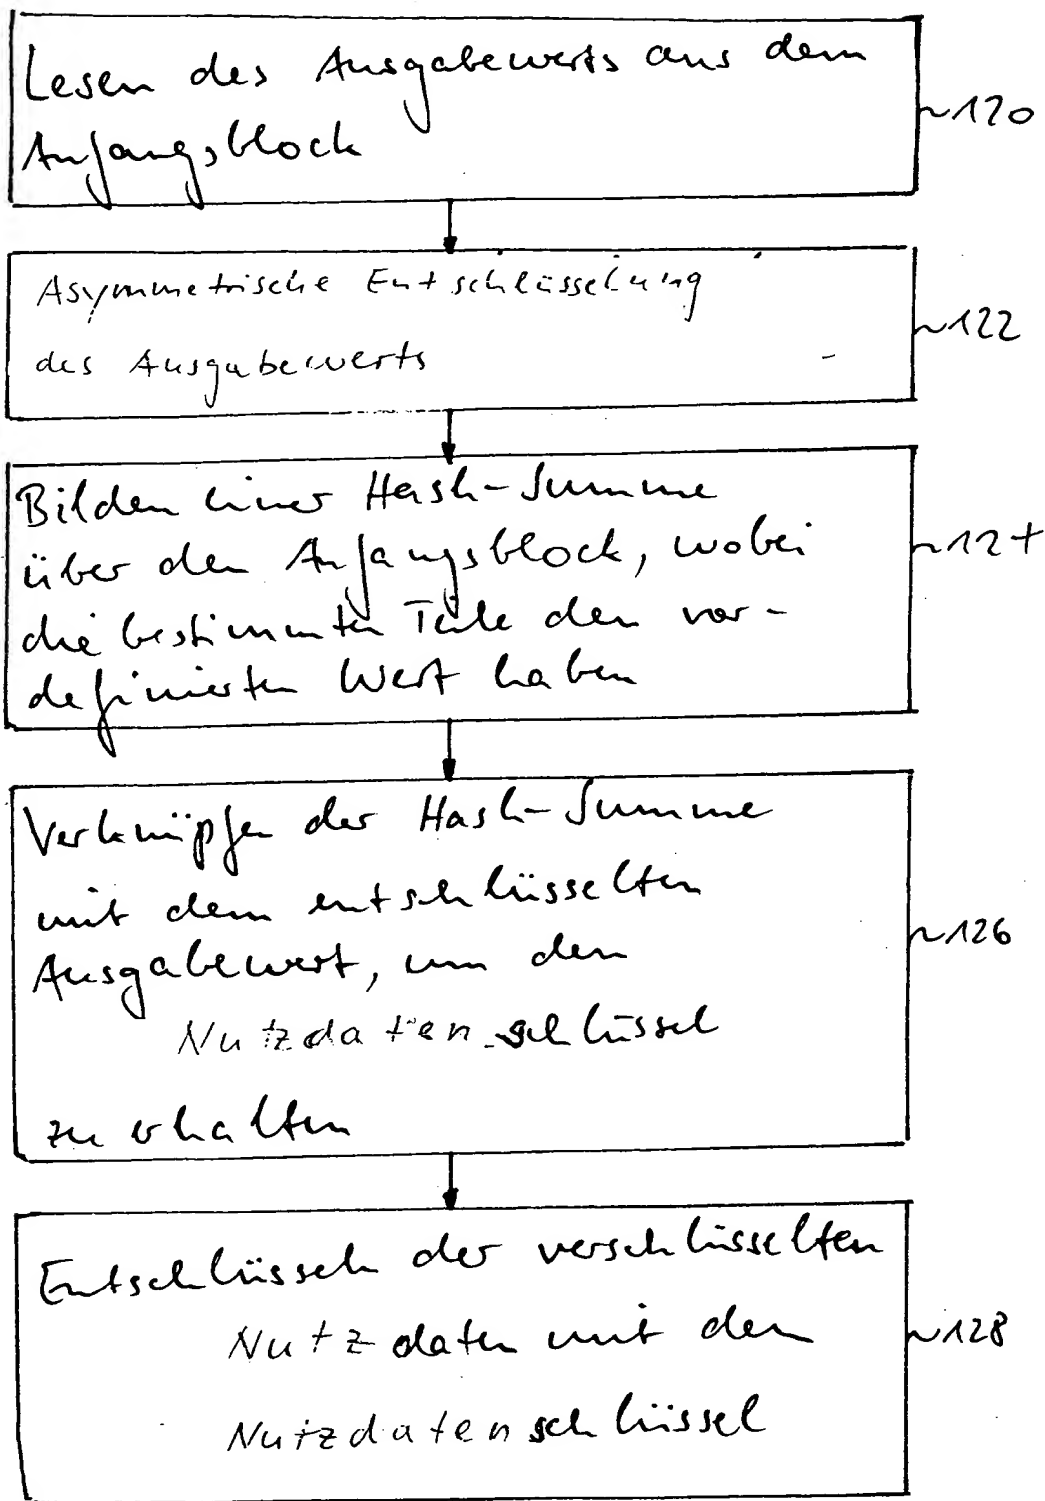 Lesen des Ausgabewerts aus dem
Anfangsblock
~120
Asymmetrische Entschlüsselung
des Ausgabewerts
~122
Bilden einer Hash-Summe
über den Anfangsblock, wobei
die bestimmten Teile den vor-
definierten Wert haben
~124
Verknüpfen der Hash-Summe
mit dem entschlüsselten
Ausgabewert, um den
Nutzdatenschlüssel
zu erhalten
~126
Entschlüsseln der verschlüsselten
Nutzdaten mit dem
Nutzdatenschlüssel
~128